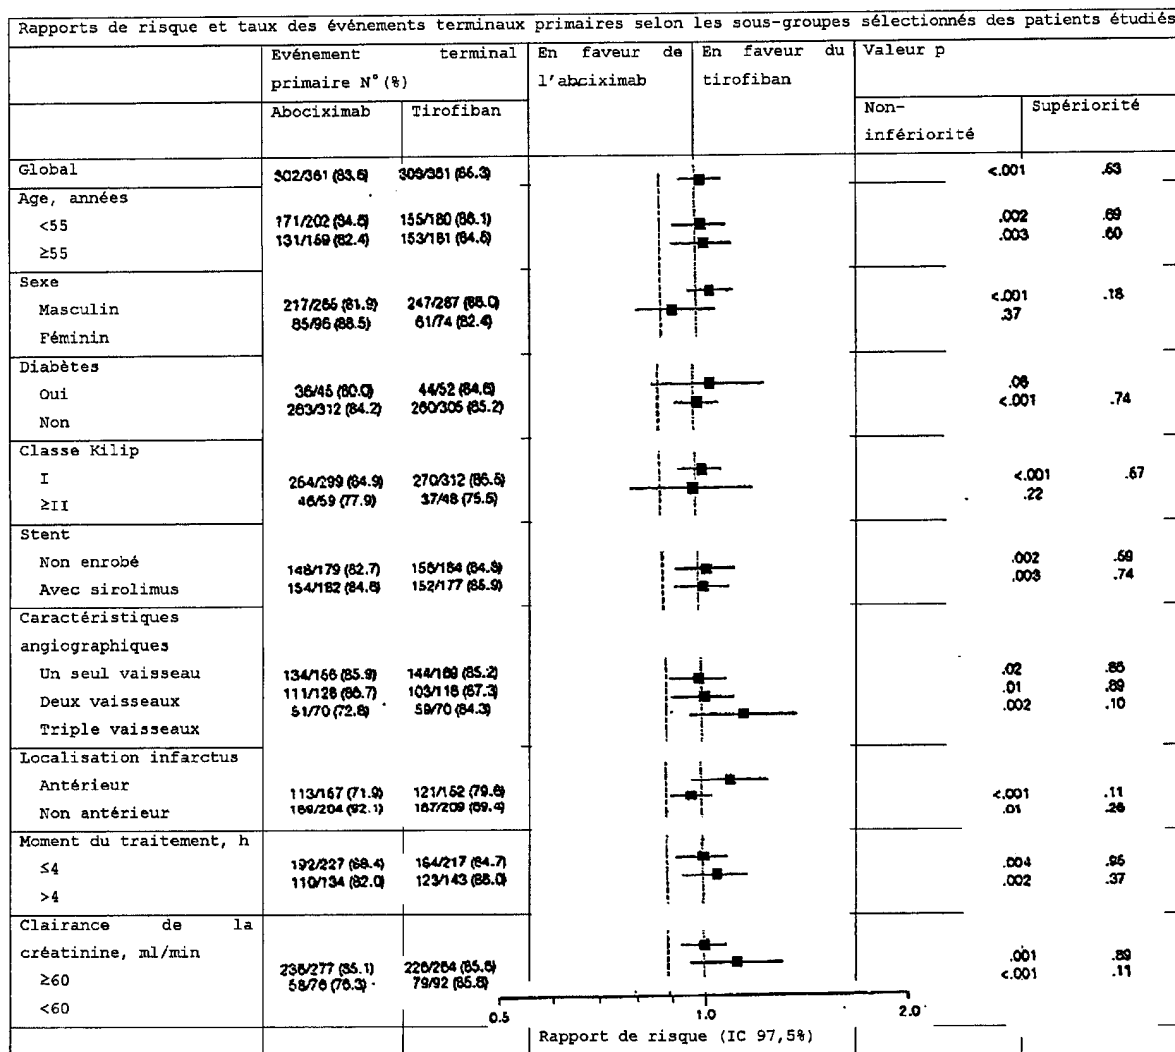 Rapports de risque et taux des événements terminaux primaires selon les sous-groupes sélectionnés des patients étudiés
Evénement terminal primaire N° (%) En faveur de l'abciximab En faveur du tirofiban Valeur p
Abociximab Tirofiban Non-infériorité Supériorité
Global 302/361 (83.6) 308/361 (85.3) <.001 .63
Age, années
<55 171/202 (84.6) 155/180 (86.1) .002 .69
≥55 131/159 (82.4) 153/181 (84.5) .003 .60
Sexe
Masculin 217/265 (81.9) 247/287 (86.0) <.001 .18
Féminin 85/96 (88.5) 61/74 (82.4) .37
Diabètes
Oui 36/45 (80.0) 44/52 (84.6) .06
Non 263/312 (84.2) 260/305 (85.2) <.001 .74
Classe Kilip
I 254/299 (84.9) 270/312 (86.5) <.001 .67
≥II 46/59 (77.9) 37/48 (75.5) .22
Stent
Non enrobé 148/179 (82.7) 156/184 (84.8) .002 .59
Avec sirolimus 154/182 (84.6) 152/177 (85.9) .003 .74
Caractéristiques
angiographiques
Un seul vaisseau 134/156 (85.9) 144/169 (85.2) .02 .86
Deux vaisseaux 111/128 (86.7) 103/118 (87.3) .01 .89
Triple vaisseaux 51/70 (72.8) 59/70 (84.3) .002 .10
Localisation infarctus
Antérieur 113/157 (71.9) 121/152 (79.6) <.001 .11
Non antérieur 189/204 (92.1) 187/209 (89.4) .01 .26
Moment du traitement, h
≤4 192/227 (88.4) 184/217 (84.7) .004 .95
>4 110/134 (82.0) 123/143 (86.0) .002 .37
Clairance de la
créatinine, ml/min
≥60 236/277 (85.1) 226/264 (85.6) .001 .89
<60 58/76 (76.3) 79/92 (85.8) <.001 .11
0.5 1.0 2.0
Rapport de risque (IC 97,5%)